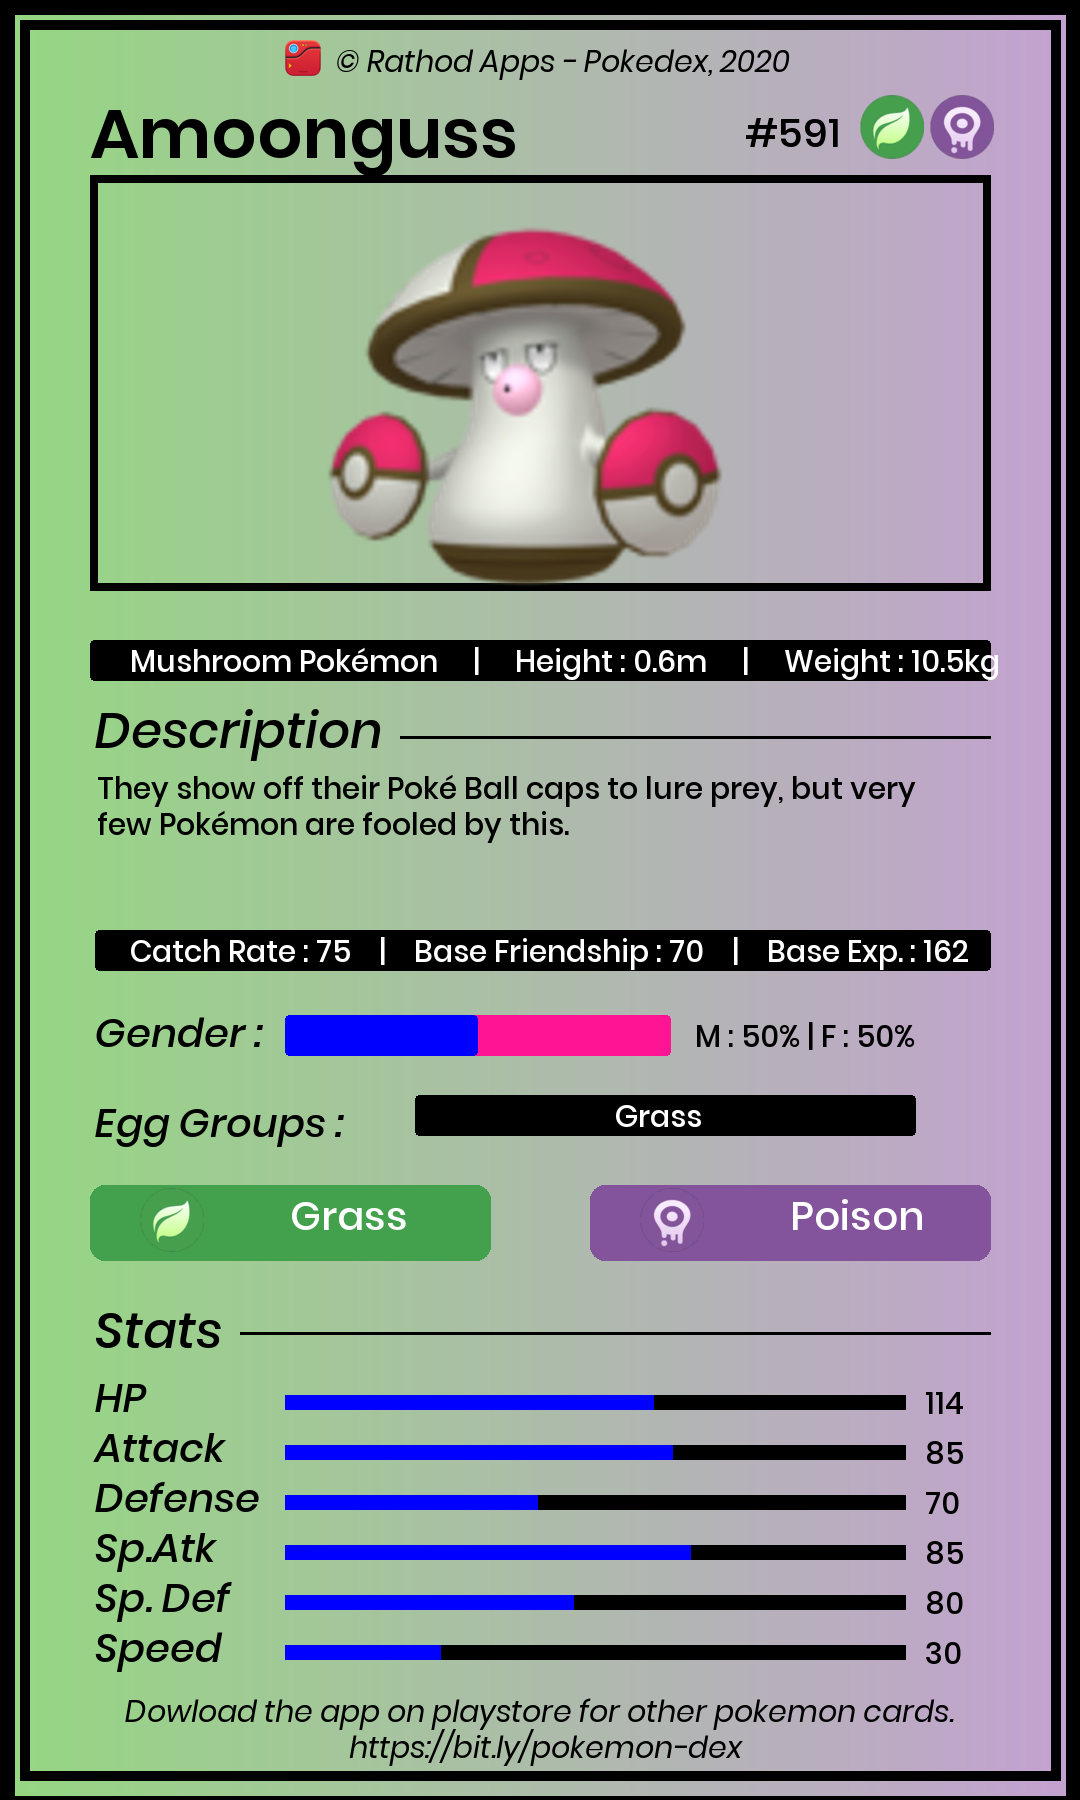 © Rathod Apps - Pokedex, 2020
Amoonguss #591
Mushroom Pokémon | Height : 0.6m | Weight : 10.5kg
Description
They show off their Poké Ball caps to lure prey, but very
few Pokémon are fooled by this.
Catch Rate : 75 | Base Friendship : 70 | Base Exp. : 162
Gender : M : 50% | F : 50%
Egg Groups : Grass
Grass Poison
Stats
HP 114
Attack 85
Defense 70
Sp.Atk 85
Sp. Def 80
Speed 30
Dowload the app on playstore for other pokemon cards.
https://bit.ly/pokemon-dex